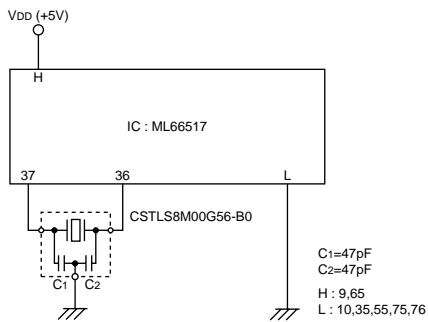 VDD (+5V)
H
IC : ML66517
37
36
L
CSTLS8M00G56-B0
C1
C2
C1=47pF
C2=47pF
H : 9,65
L : 10,35,55,75,76